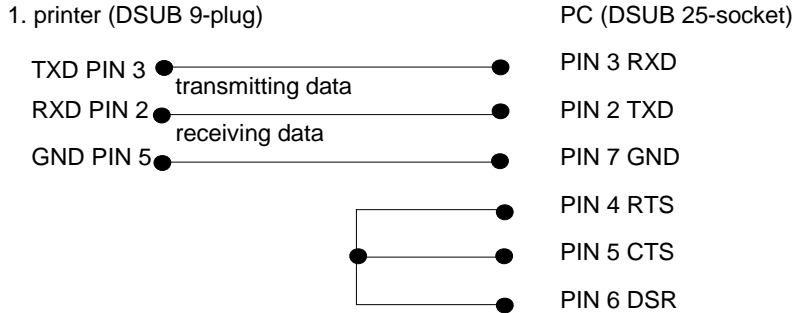 1. printer (DSUB 9-plug) PC (DSUB 25-socket)
TXD PIN 3 PIN 3 RXD
transmitting data
RXD PIN 2 PIN 2 TXD
receiving data
GND PIN 5 PIN 7 GND
PIN 4 RTS
PIN 5 CTS
PIN 6 DSR